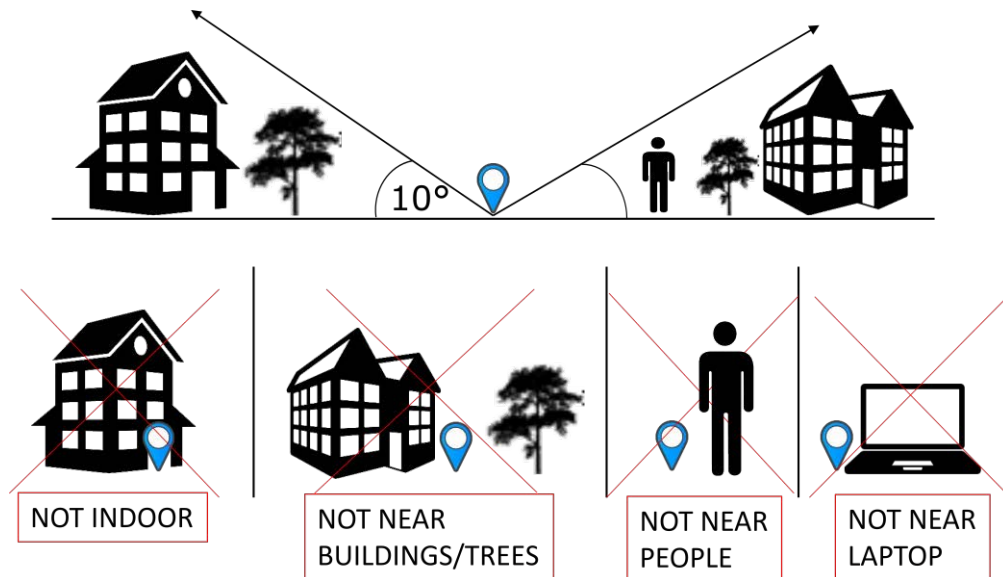 10°
NOT INDOOR
NOT NEAR
BUILDINGS/TREES
NOT NEAR
PEOPLE
NOT NEAR
LAPTOP